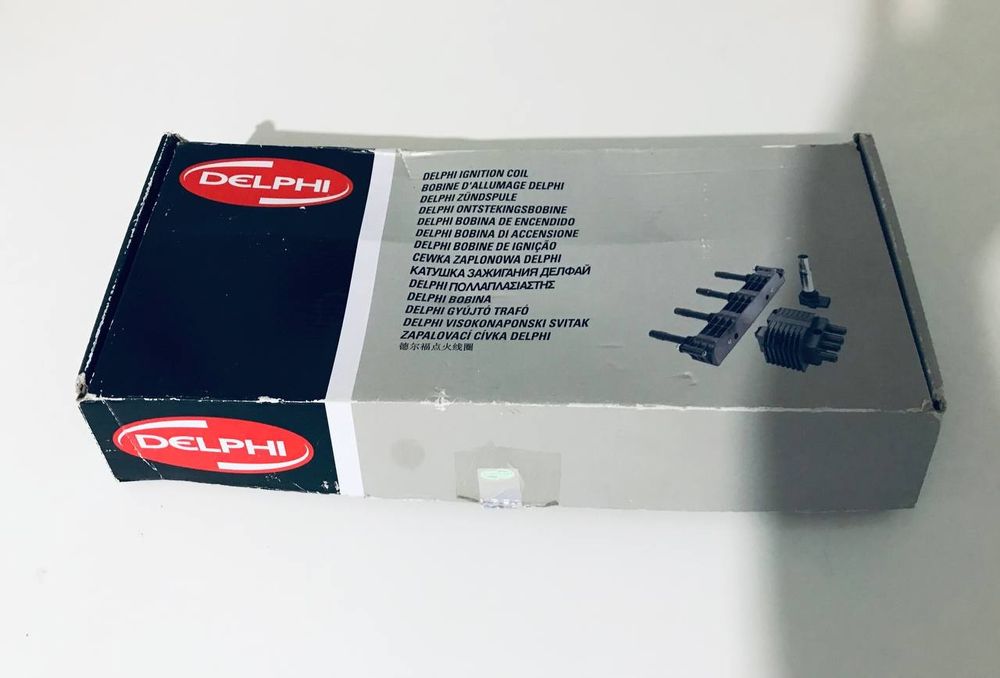 DELPHI
DELPHI IGNITION COIL
BOBINE D'ALLUMAGE DELPHI
DELPHI ZÜNDSPULE
DELPHI ONTSTEKINGSBOBINE
DELPHI BOBINA DE ENCENDIDO
DELPHI BOBINA DI ACCENSIONE
DELPHI BOBINE DE IGNIÇÃO
CEWKA ZAPLONOWA DELPHI
КАТУШКА ЗАЖИГАНИЯ ДЕЛФАЙ
DELPHI ΠΟΛΛΑΠΛΑΣΙΑΣΤΗΣ
DELPHI BOBINA
DELPHI GYÚJTÓ TRAFÓ
DELPHI VISOKONAPONSKI SVITAK
ZAPALOVACÍ CÍVKA DELPHI
德尔福点火线圈
DELPHI